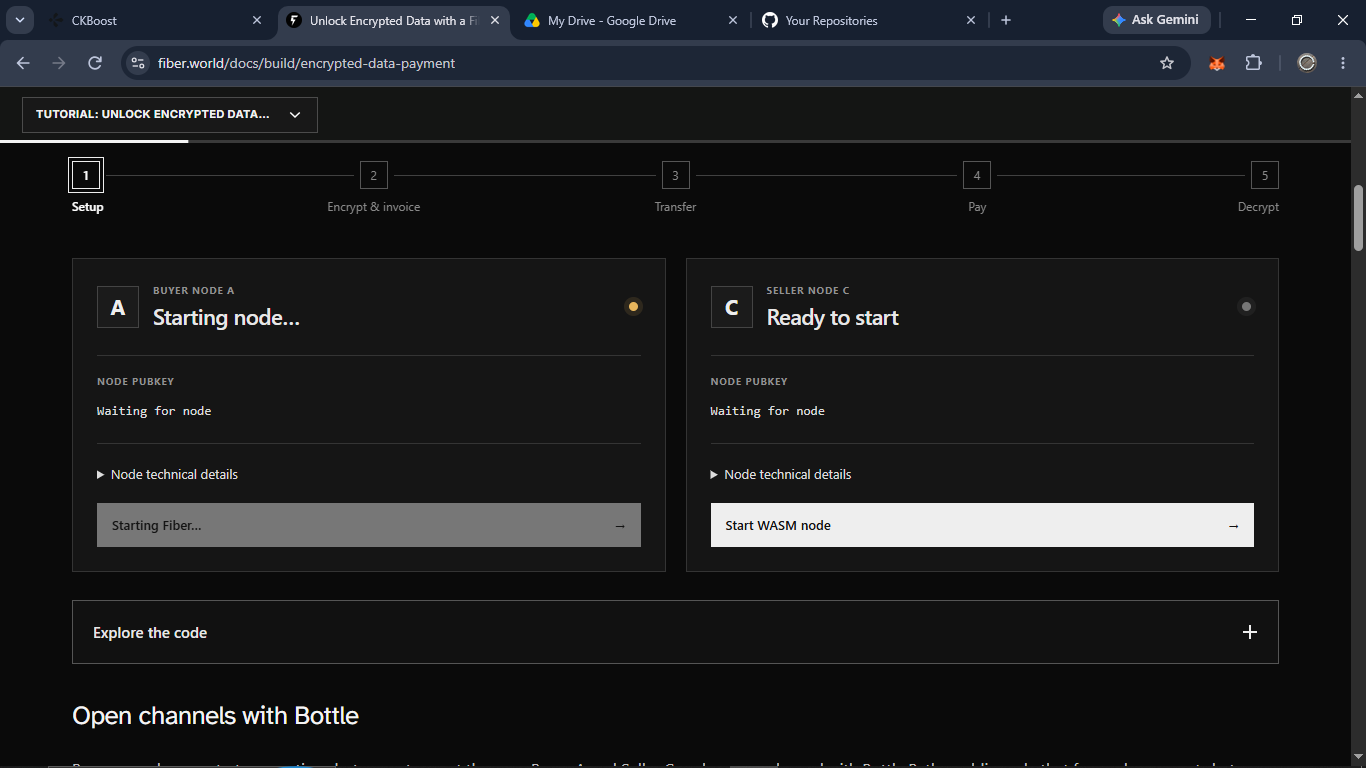 CKBoost
Unlock Encrypted Data with a Fi
My Drive - Google Drive
Your Repositories
Ask Gemini
fiber.world/docs/build/encrypted-data-payment
TUTORIAL: UNLOCK ENCRYPTED DATA...
1
2
3
4
5
Setup
Encrypt & invoice
Transfer
Pay
Decrypt
A
BUYER NODE A
Starting node...
NODE PUBKEY
Waiting for node
Node technical details
Starting Fiber...
C
SELLER NODE C
Ready to start
NODE PUBKEY
Waiting for node
Node technical details
Start WASM node
Explore the code
Open channels with Bottle